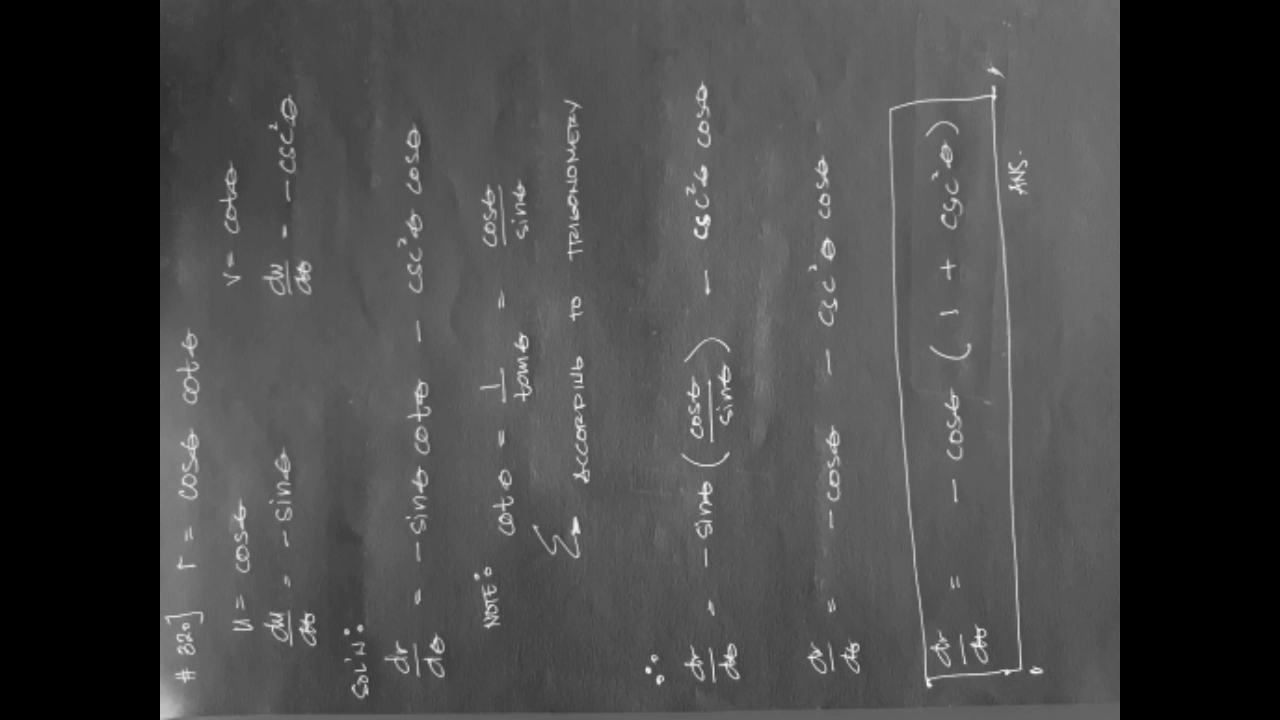 # 320] r = cosθ cotθ
u = cosθ v = cotθ
du/dθ = - sinθ dv/dθ = - csc²θ
SOL'N:
dr/dθ = - sinθ cotθ - csc²θ cosθ
NOTE: cotθ = 1/tanθ = cosθ/sinθ
ACCORDING TO TRIGONOMETRY
∴ dr/dθ = - sinθ (cosθ/sinθ) - csc²θ cosθ
dr/dθ = - cosθ - csc²θ cosθ
dr/dθ = - cosθ (1 + csc²θ)
ANS.